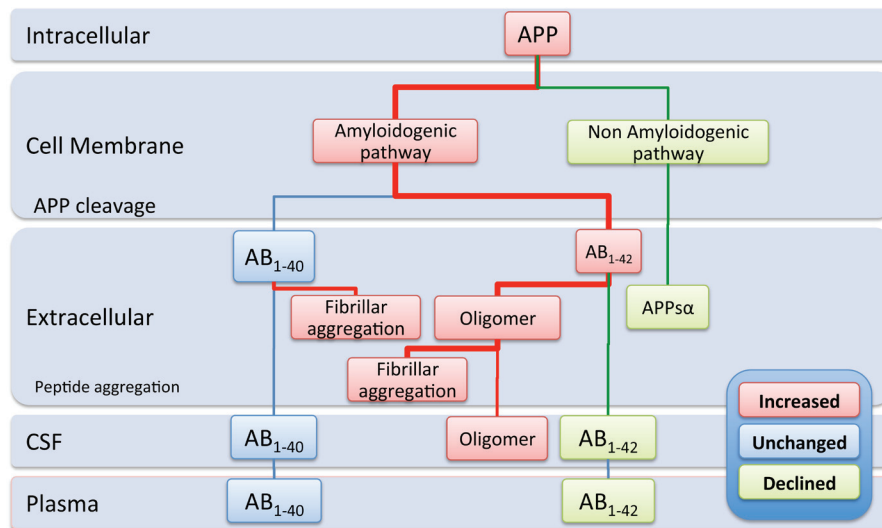 Intracellular
APP
Cell Membrane
Amyloidogenic
pathway
Non Amyloidogenic
pathway
APP cleavage
AB1-40
AB1-42
Extracellular
Fibrillar
aggregation
Oligomer
APPsα
Fibrillar
aggregation
Peptide aggregation
CSF
AB1-40
Oligomer
AB1-42
Plasma
AB1-40
AB1-42
Increased
Unchanged
Declined